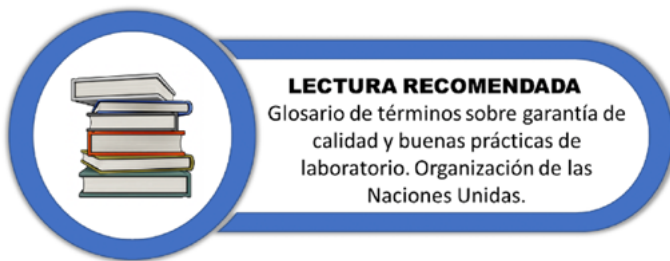 LECTURA RECOMENDADA
Glosario de términos sobre garantía de
calidad y buenas prácticas de
laboratorio. Organización de las
Naciones Unidas.